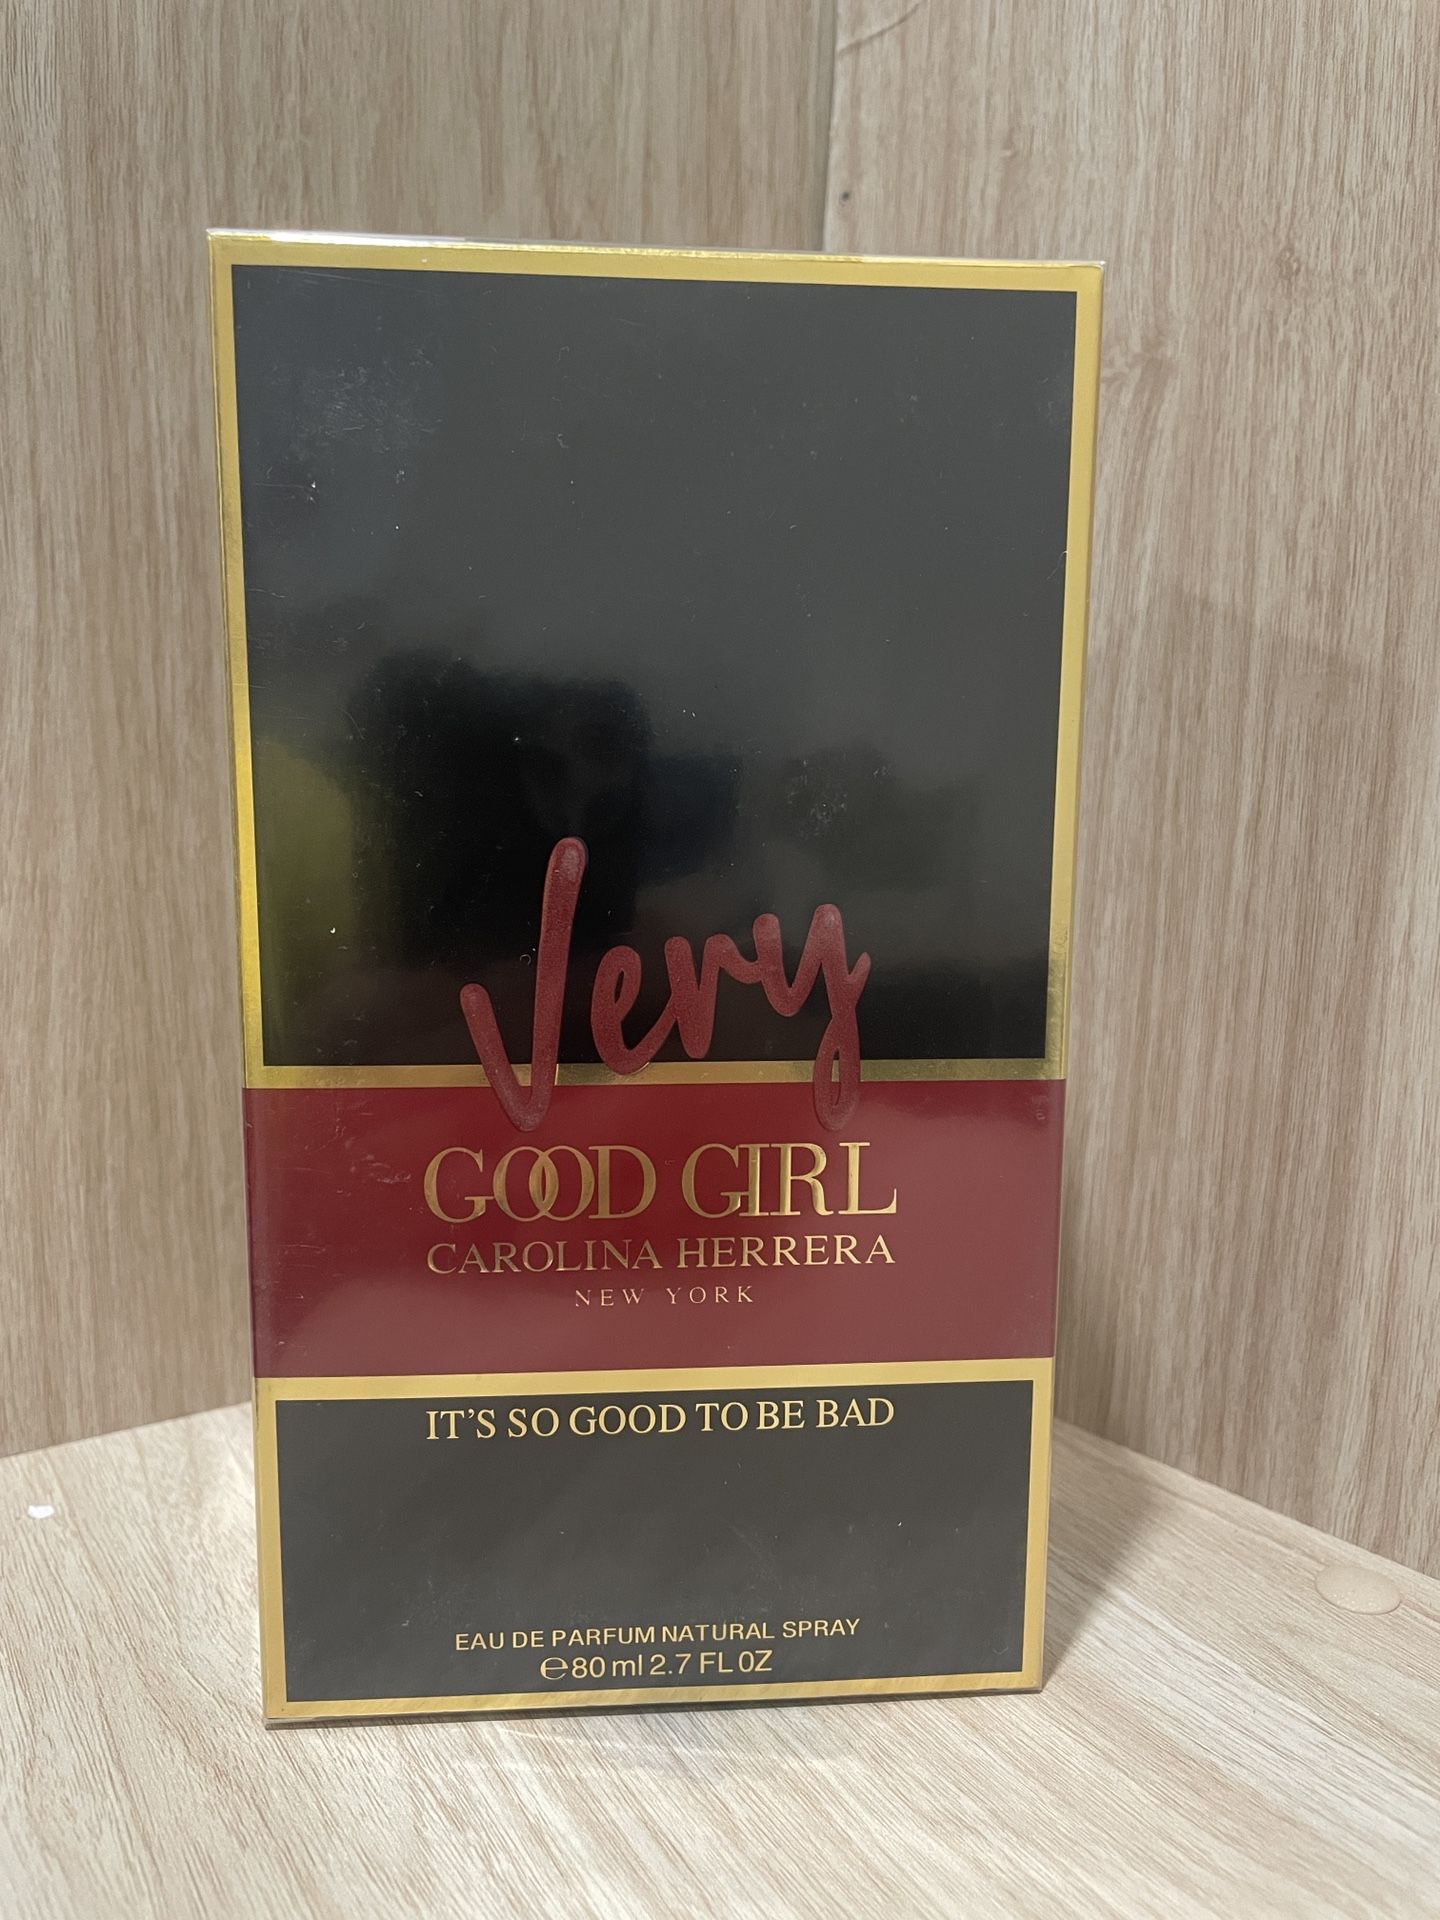 Very
GOOD GIRL
CAROLINA HERRERA
NEW YORK
IT'S SO GOOD TO BE BAD
EAU DE PARFUM NATURAL SPRAY
℮80 ml 2.7 FL OZ